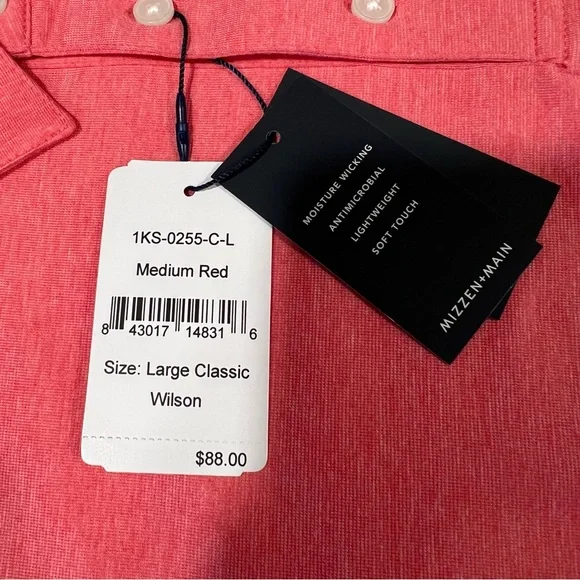 1KS-0255-C-L
Medium Red
8 43017 14831 6
Size: Large Classic
Wilson
$88.00
MOISTURE WICKING
ANTIMICROBIAL
LIGHTWEIGHT
SOFT TOUCH
MIZZEN+MAIN